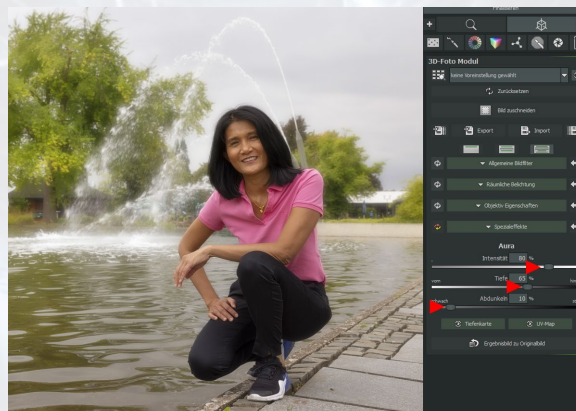 Finalisieren
3D-Foto Modul
Keine Voreinstellung gewählt
Zurücksetzen
Bild zuschneiden
Export
Import
Allgemeine Bildfilter
Räumliche Belichtung
Objektiv-Eigenschaften
Spezialeffekte
Aura
Intensität 80 %
Tiefe 65 %
Abdunkeln 10 %
Tiefenkarte
UV-Map
Ergebnisbild zu Originalbild